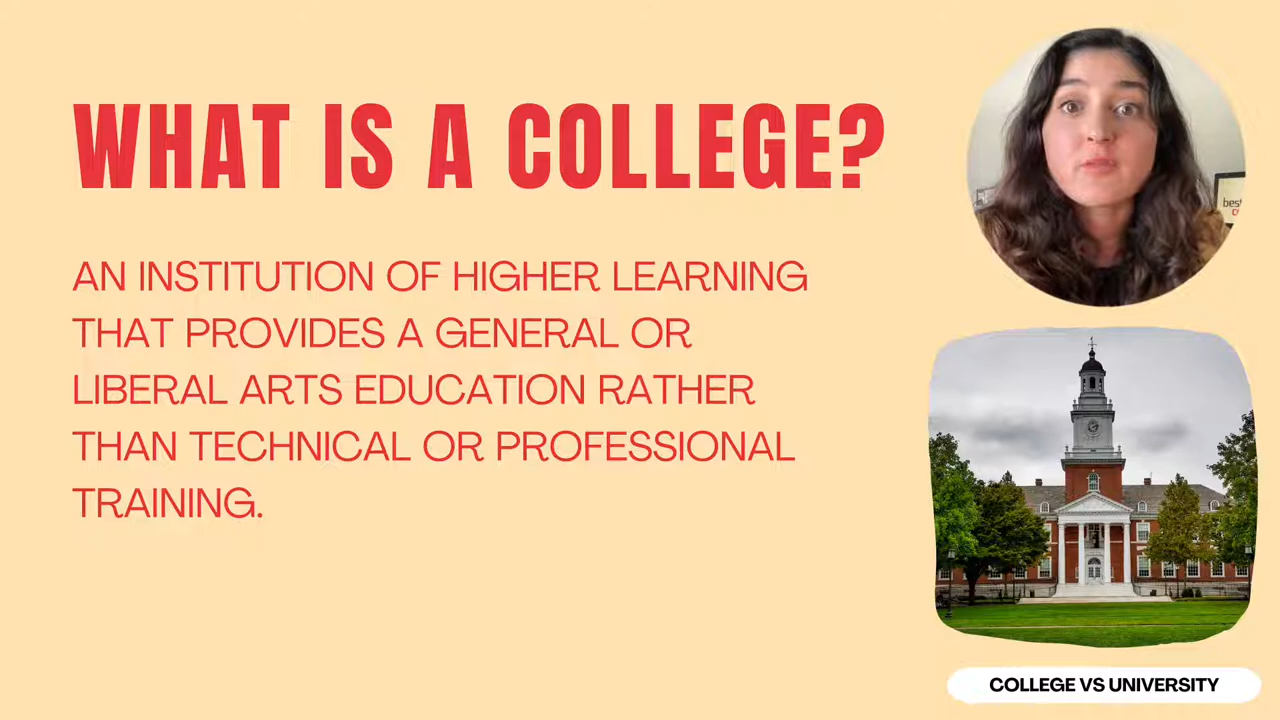 WHAT IS A COLLEGE?
AN INSTITUTION OF HIGHER LEARNING
THAT PROVIDES A GENERAL OR
LIBERAL ARTS EDUCATION RATHER
THAN TECHNICAL OR PROFESSIONAL
TRAINING.
best
COLLEGE VS UNIVERSITY